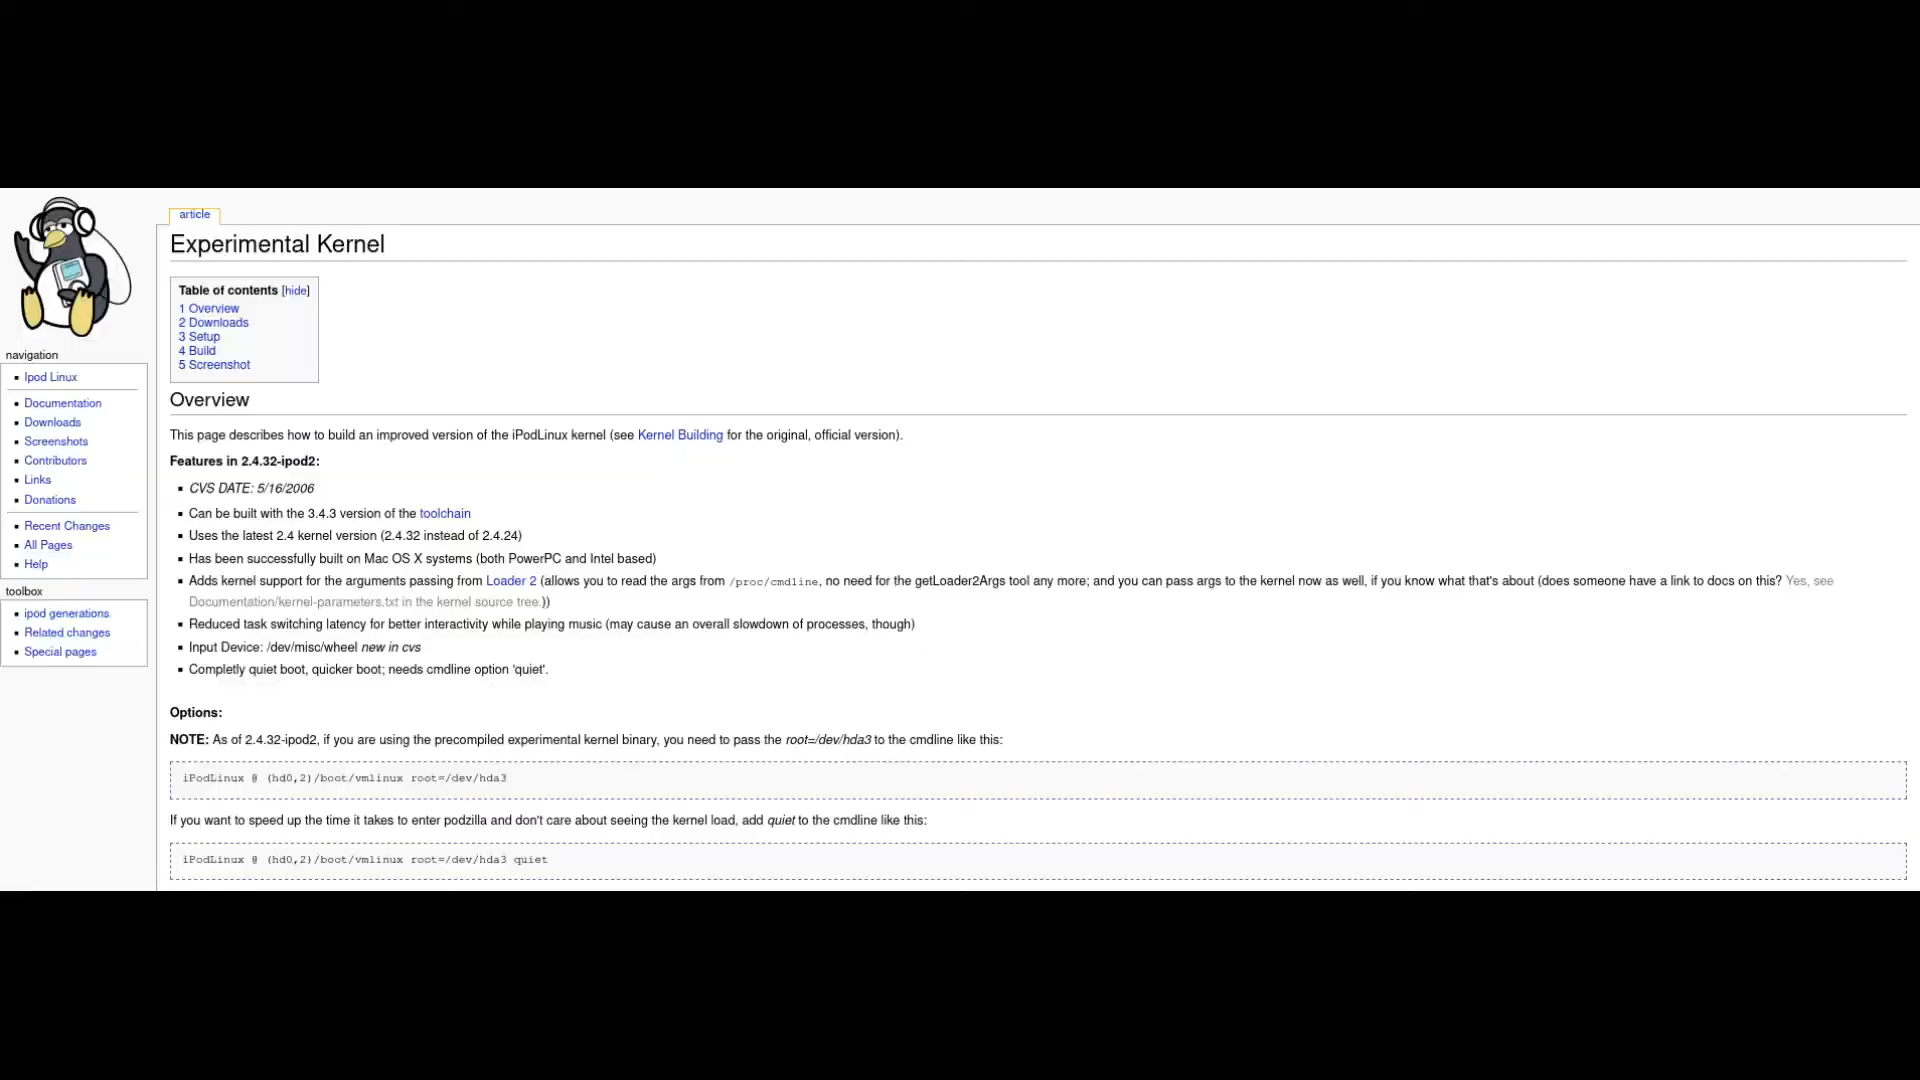 article
Experimental Kernel
Table of contents [hide]
1 Overview
2 Downloads
3 Setup
4 Build
5 Screenshot
navigation
Ipod Linux
Documentation
Downloads
Screenshots
Contributors
Links
Donations
Recent Changes
All Pages
Help
toolbox
ipod generations
Related changes
Special pages
Overview
This page describes how to build an improved version of the iPodLinux kernel (see Kernel Building for the original, official version).
Features in 2.4.32-ipod2:
CVS DATE: 5/16/2006
Can be built with the 3.4.3 version of the toolchain
Uses the latest 2.4 kernel version (2.4.32 instead of 2.4.24)
Has been successfully built on Mac OS X systems (both PowerPC and Intel based)
Adds kernel support for the arguments passing from Loader 2 (allows you to read the args from /proc/cmdline, no need for the getLoader2Args tool any more; and you can pass args to the kernel now as well, if you know what that's about (does someone have a link to docs on this? Yes, see
Documentation/kernel-parameters.txt in the kernel source tree.))
Reduced task switching latency for better interactivity while playing music (may cause an overall slowdown of processes, though)
Input Device: /dev/misc/wheel new in cvs
Completly quiet boot, quicker boot; needs cmdline option 'quiet'.
Options:
NOTE: As of 2.4.32-ipod2, if you are using the precompiled experimental kernel binary, you need to pass the root=/dev/hda3 to the cmdline like this:
iPodLinux @ (hd0,2)/boot/vmlinux root=/dev/hda3
If you want to speed up the time it takes to enter podzilla and don't care about seeing the kernel load, add quiet to the cmdline like this:
iPodLinux @ (hd0,2)/boot/vmlinux root=/dev/hda3 quiet